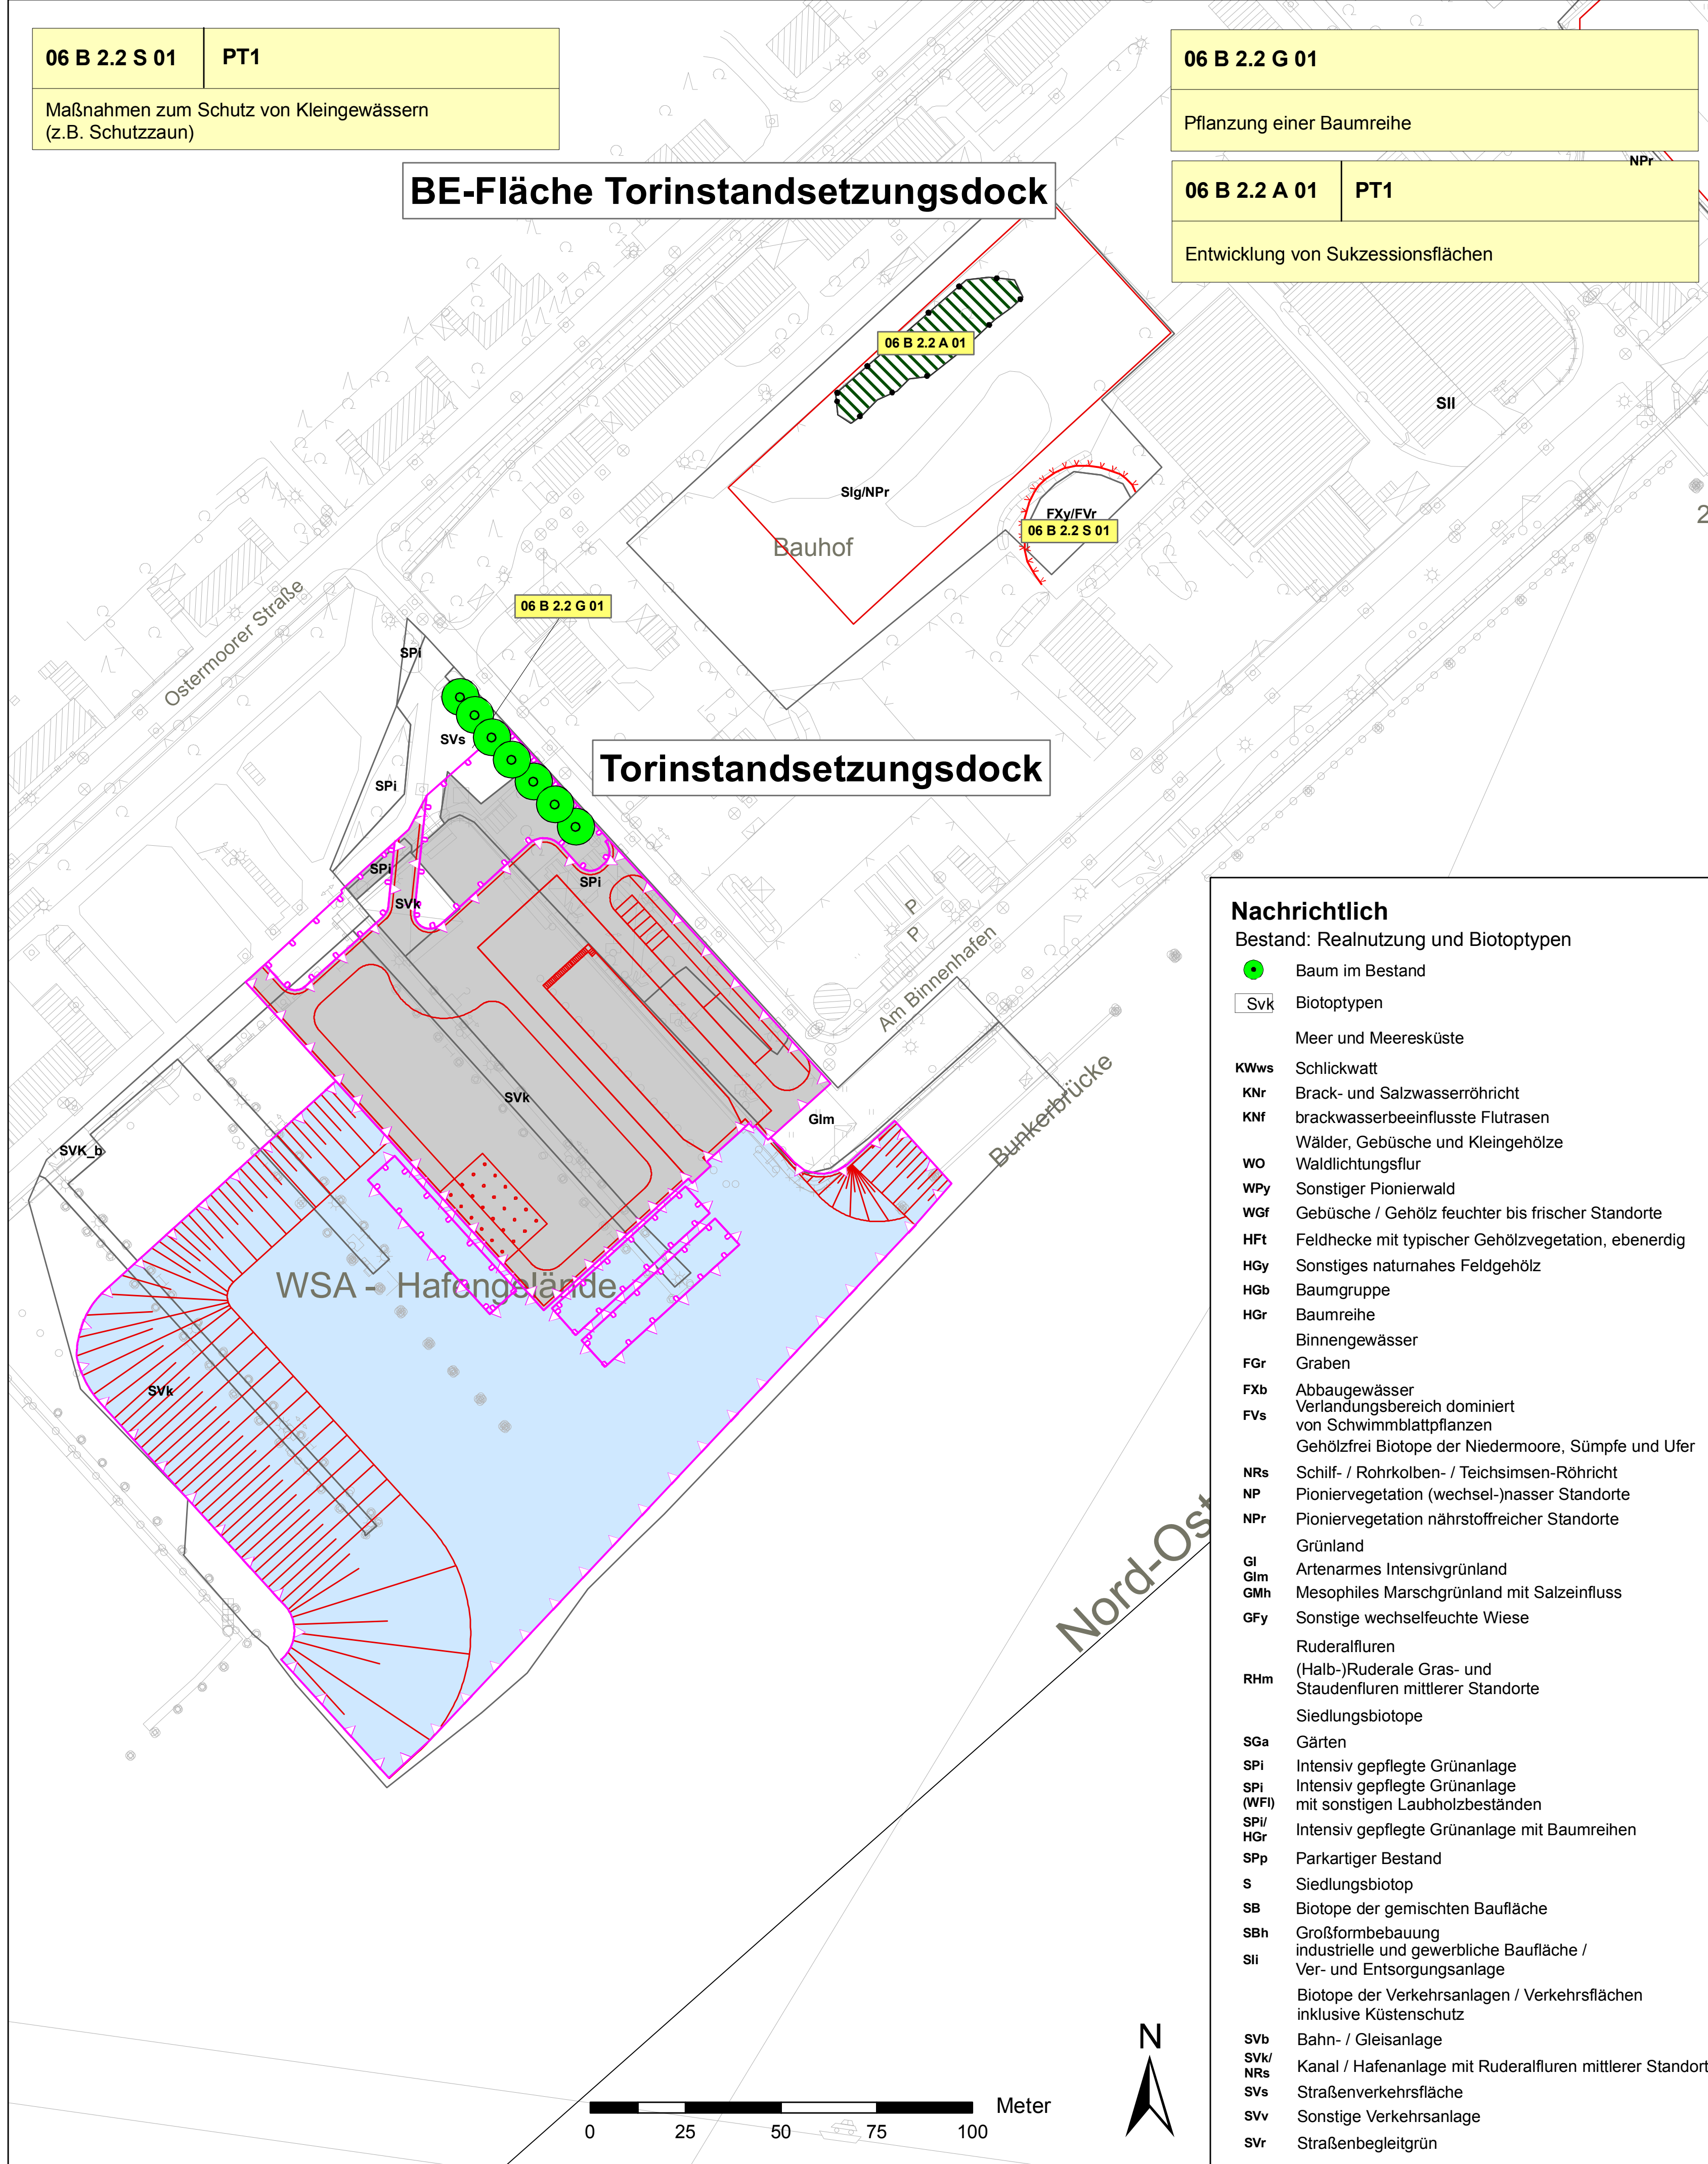 06 B 2.2 S 01 PT1
Maßnahmen zum Schutz von Kleingewässern
(z.B. Schutzzaun)
06 B 2.2 G 01
Pflanzung einer Baumreihe
NPr
06 B 2.2 A 01 PT1
Entwicklung von Sukzessionsflächen
BE-Fläche Torinstandsetzungsdock
06 B 2.2 A 01
SII
SIg/NPr
FXy/FVr
06 B 2.2 S 01
2
Bauhof
Ostermoorer Straße
06 B 2.2 G 01
SPi
SVs
Torinstandsetzungsdock
SPi
SPi
SPi
SVk
P
P
Am Binnenhafen
SVk
GIm
Bunkerbrücke
SVK_b
WSA - Hafengelände
SVk
Nord-Ost
Nachrichtlich
Bestand: Realnutzung und Biotoptypen
Baum im Bestand
Svk Biotoptypen
Meer und Meeresküste
KWws Schlickwatt
KNr Brack- und Salzwasserröhricht
KNf brackwasserbeeinflusste Flutrasen
Wälder, Gebüsche und Kleingehölze
WO Waldlichtungsflur
WPy Sonstiger Pionierwald
WGf Gebüsche / Gehölz feuchter bis frischer Standorte
HFt Feldhecke mit typischer Gehölzvegetation, ebenerdig
HGy Sonstiges naturnahes Feldgehölz
HGb Baumgruppe
HGr Baumreihe
Binnengewässer
FGr Graben
FXb Abbaugewässer
FVs Verlandungsbereich dominiert
von Schwimmblattpflanzen
Gehölzfrei Biotope der Niedermoore, Sümpfe und Ufer
NRs Schilf- / Rohrkolben- / Teichsimsen-Röhricht
NP Pioniervegetation (wechsel-)nasser Standorte
NPr Pioniervegetation nährstoffreicher Standorte
Grünland
GI
GIm Artenarmes Intensivgrünland
GMh Mesophiles Marschgrünland mit Salzeinfluss
GFy Sonstige wechselfeuchte Wiese
Ruderalfluren
RHm (Halb-)Ruderale Gras- und
Staudenfluren mittlerer Standorte
Siedlungsbiotope
SGa Gärten
SPi Intensiv gepflegte Grünanlage
SPi Intensiv gepflegte Grünanlage
(WFl) mit sonstigen Laubholzbeständen
SPi/
HGr Intensiv gepflegte Grünanlage mit Baumreihen
SPp Parkartiger Bestand
S Siedlungsbiotop
SB Biotope der gemischten Baufläche
SBh Großformbebauung
Sli industrielle und gewerbliche Baufläche /
Ver- und Entsorgungsanlage
Biotope der Verkehrsanlagen / Verkehrsflächen
inklusive Küstenschutz
SVb Bahn- / Gleisanlage
SVk/
NRs Kanal / Hafenanlage mit Ruderalfluren mittlerer Standort
SVs Straßenverkehrsfläche
SVv Sonstige Verkehrsanlage
SVr Straßenbegleitgrün
N
Meter
0 25 50 75 100